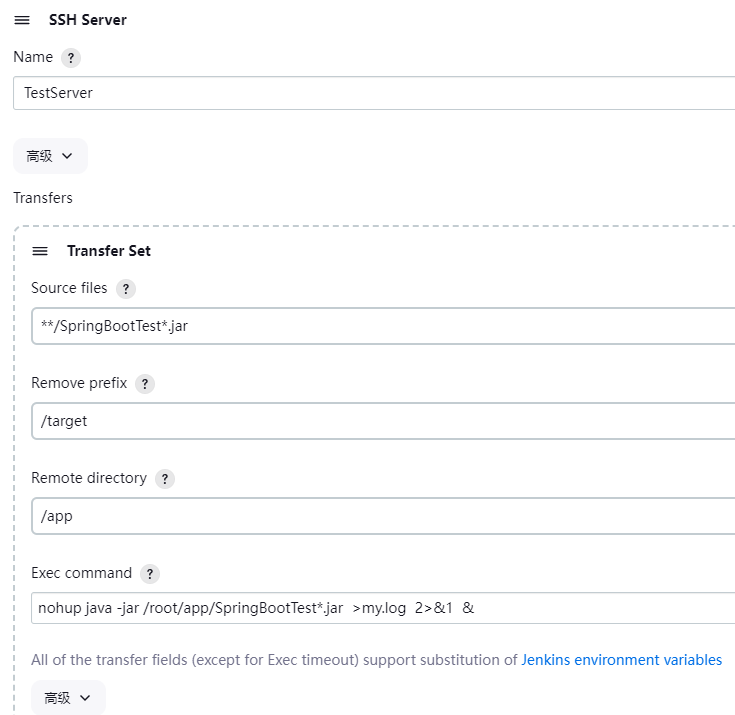 SSH Server
Name ?
TestServer
高级
Transfers
Transfer Set
Source files ?
**/SpringBootTest*.jar
Remove prefix ?
/target
Remote directory ?
/app
Exec command ?
nohup java -jar /root/app/SpringBootTest*.jar  >my.log  2>&1  &
All of the transfer fields (except for Exec timeout) support substitution of Jenkins environment variables
高级